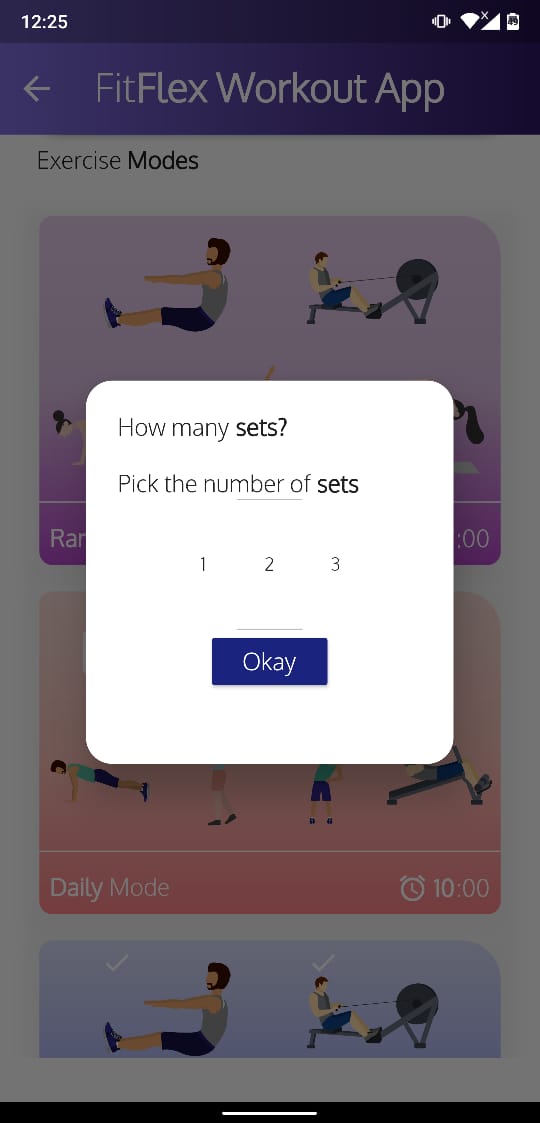 12:25
FitFlex Workout App
Exercise Modes
How many sets?
Pick the number of sets
1 2 3
Okay
:00
Daily Mode 10:00